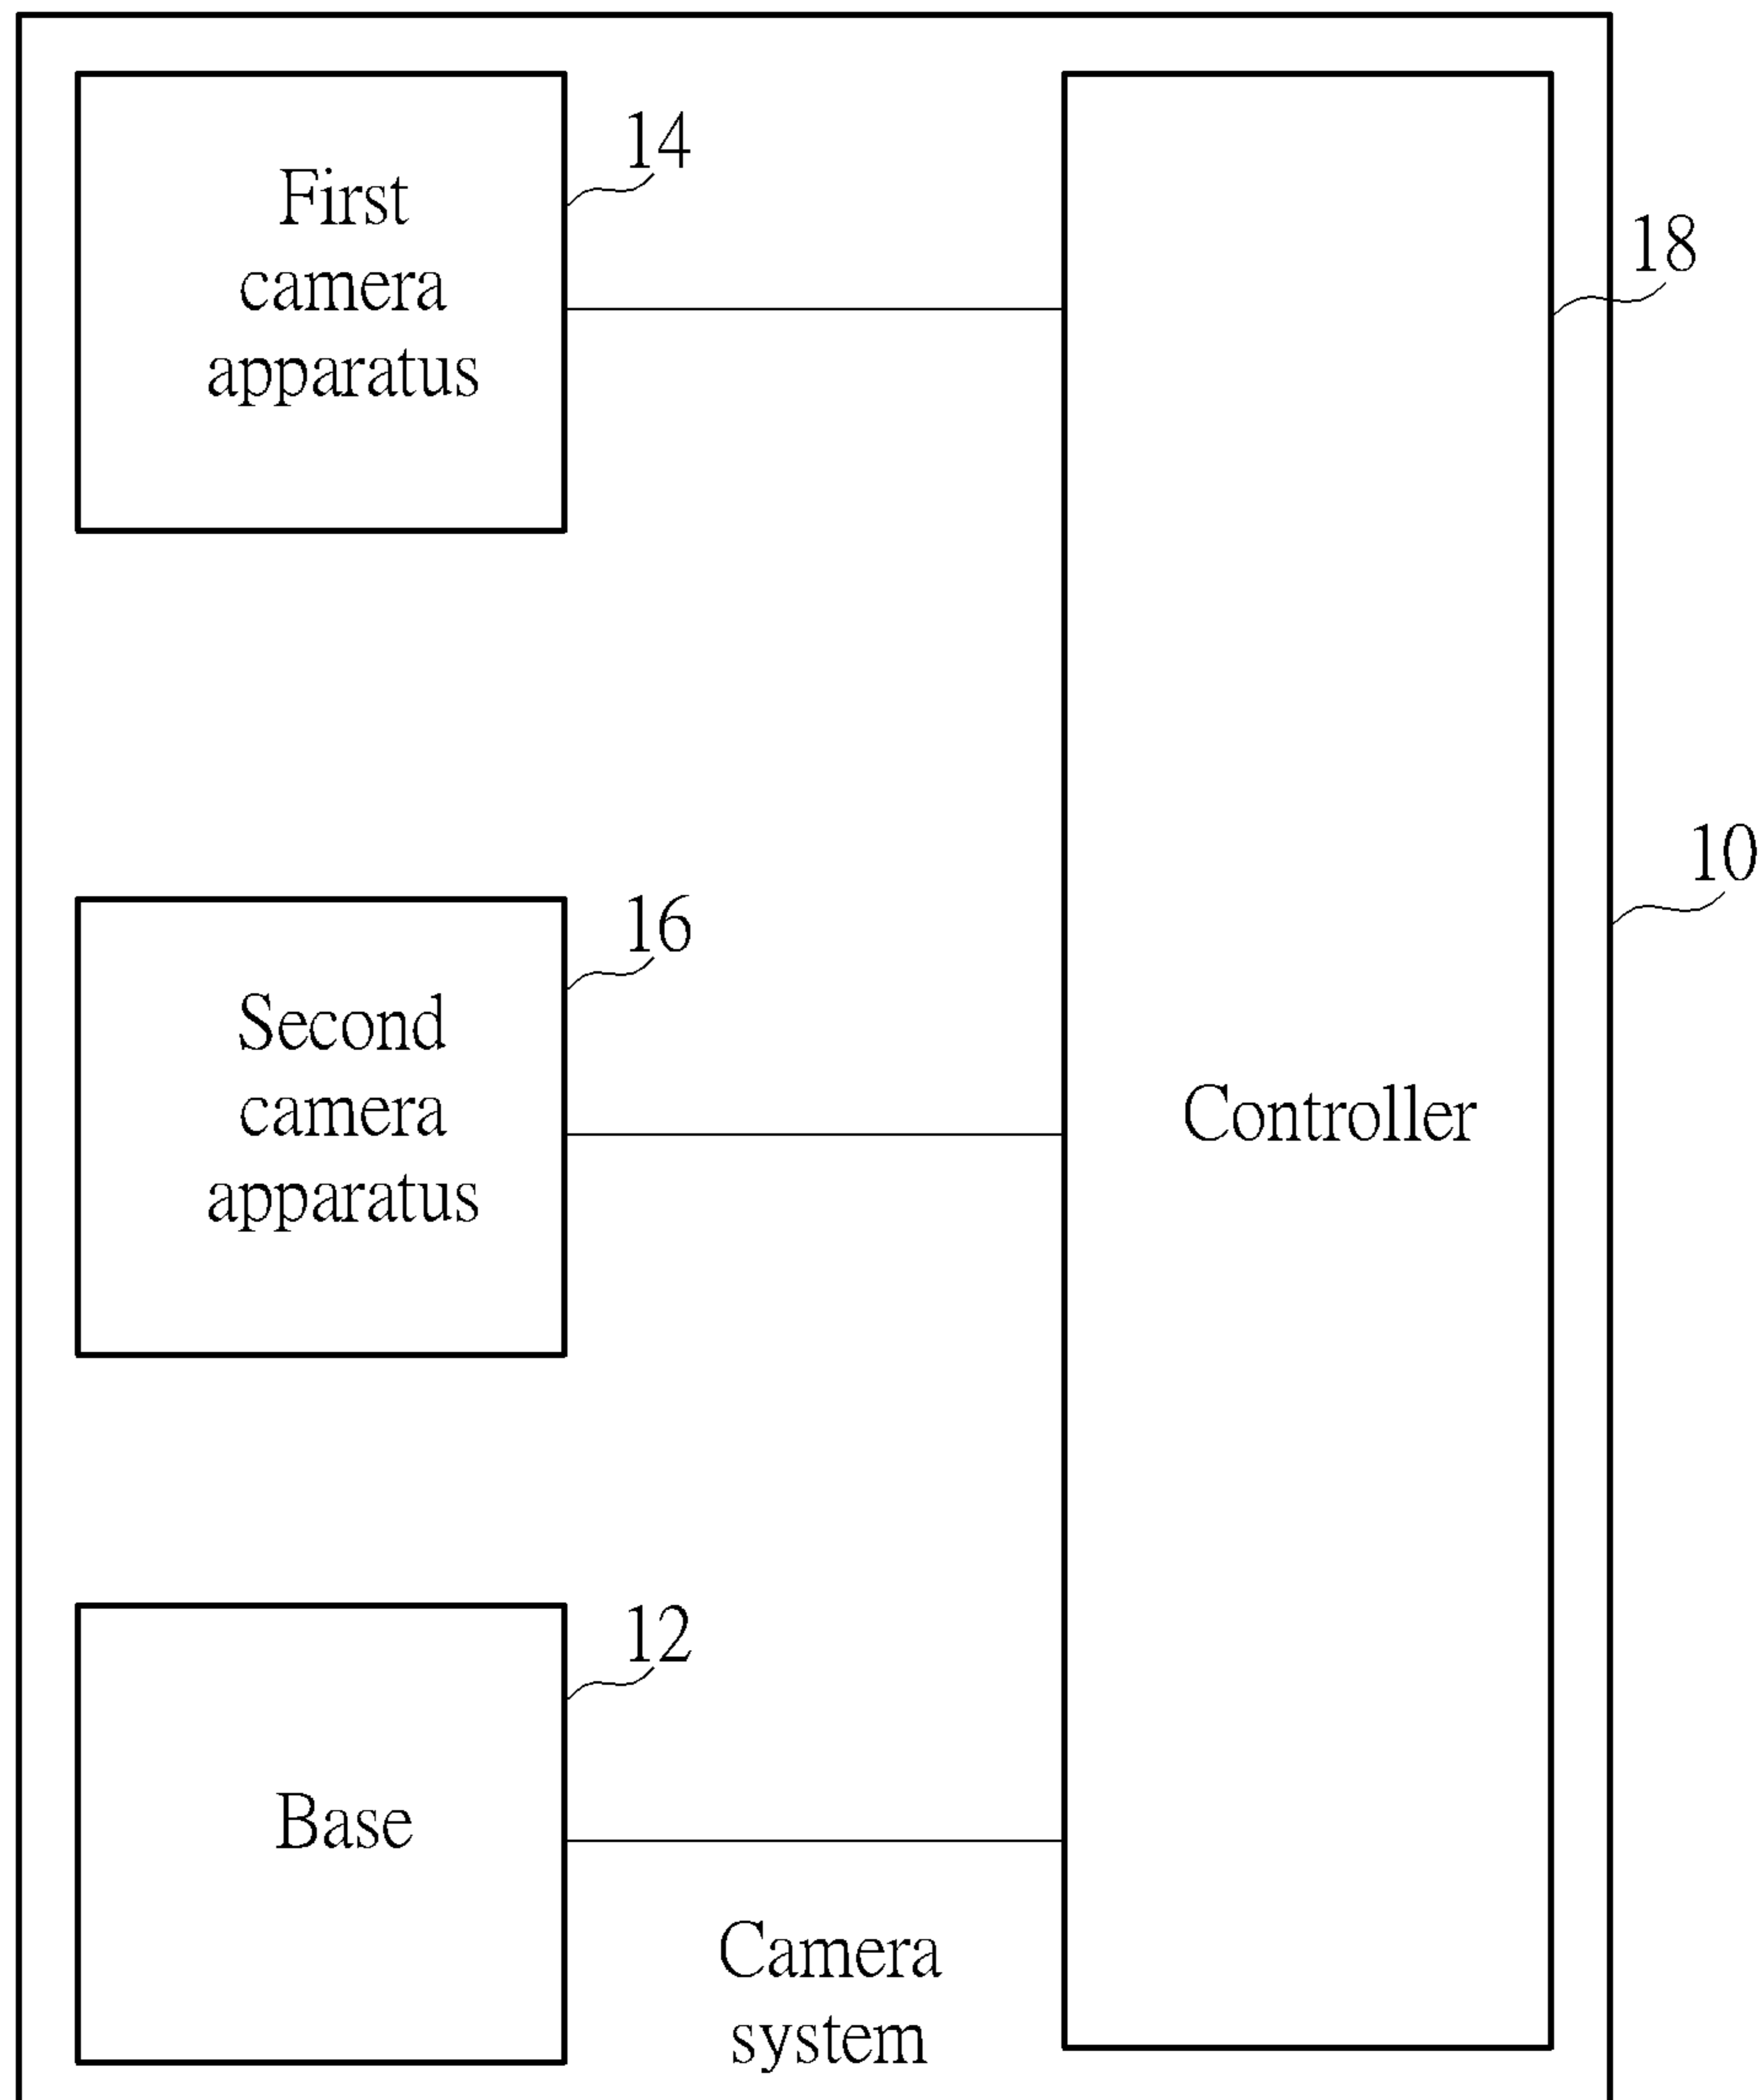 First
camera
apparatus
14
18
10
Second
camera
apparatus
16
Controller
Base
12
Camera
system